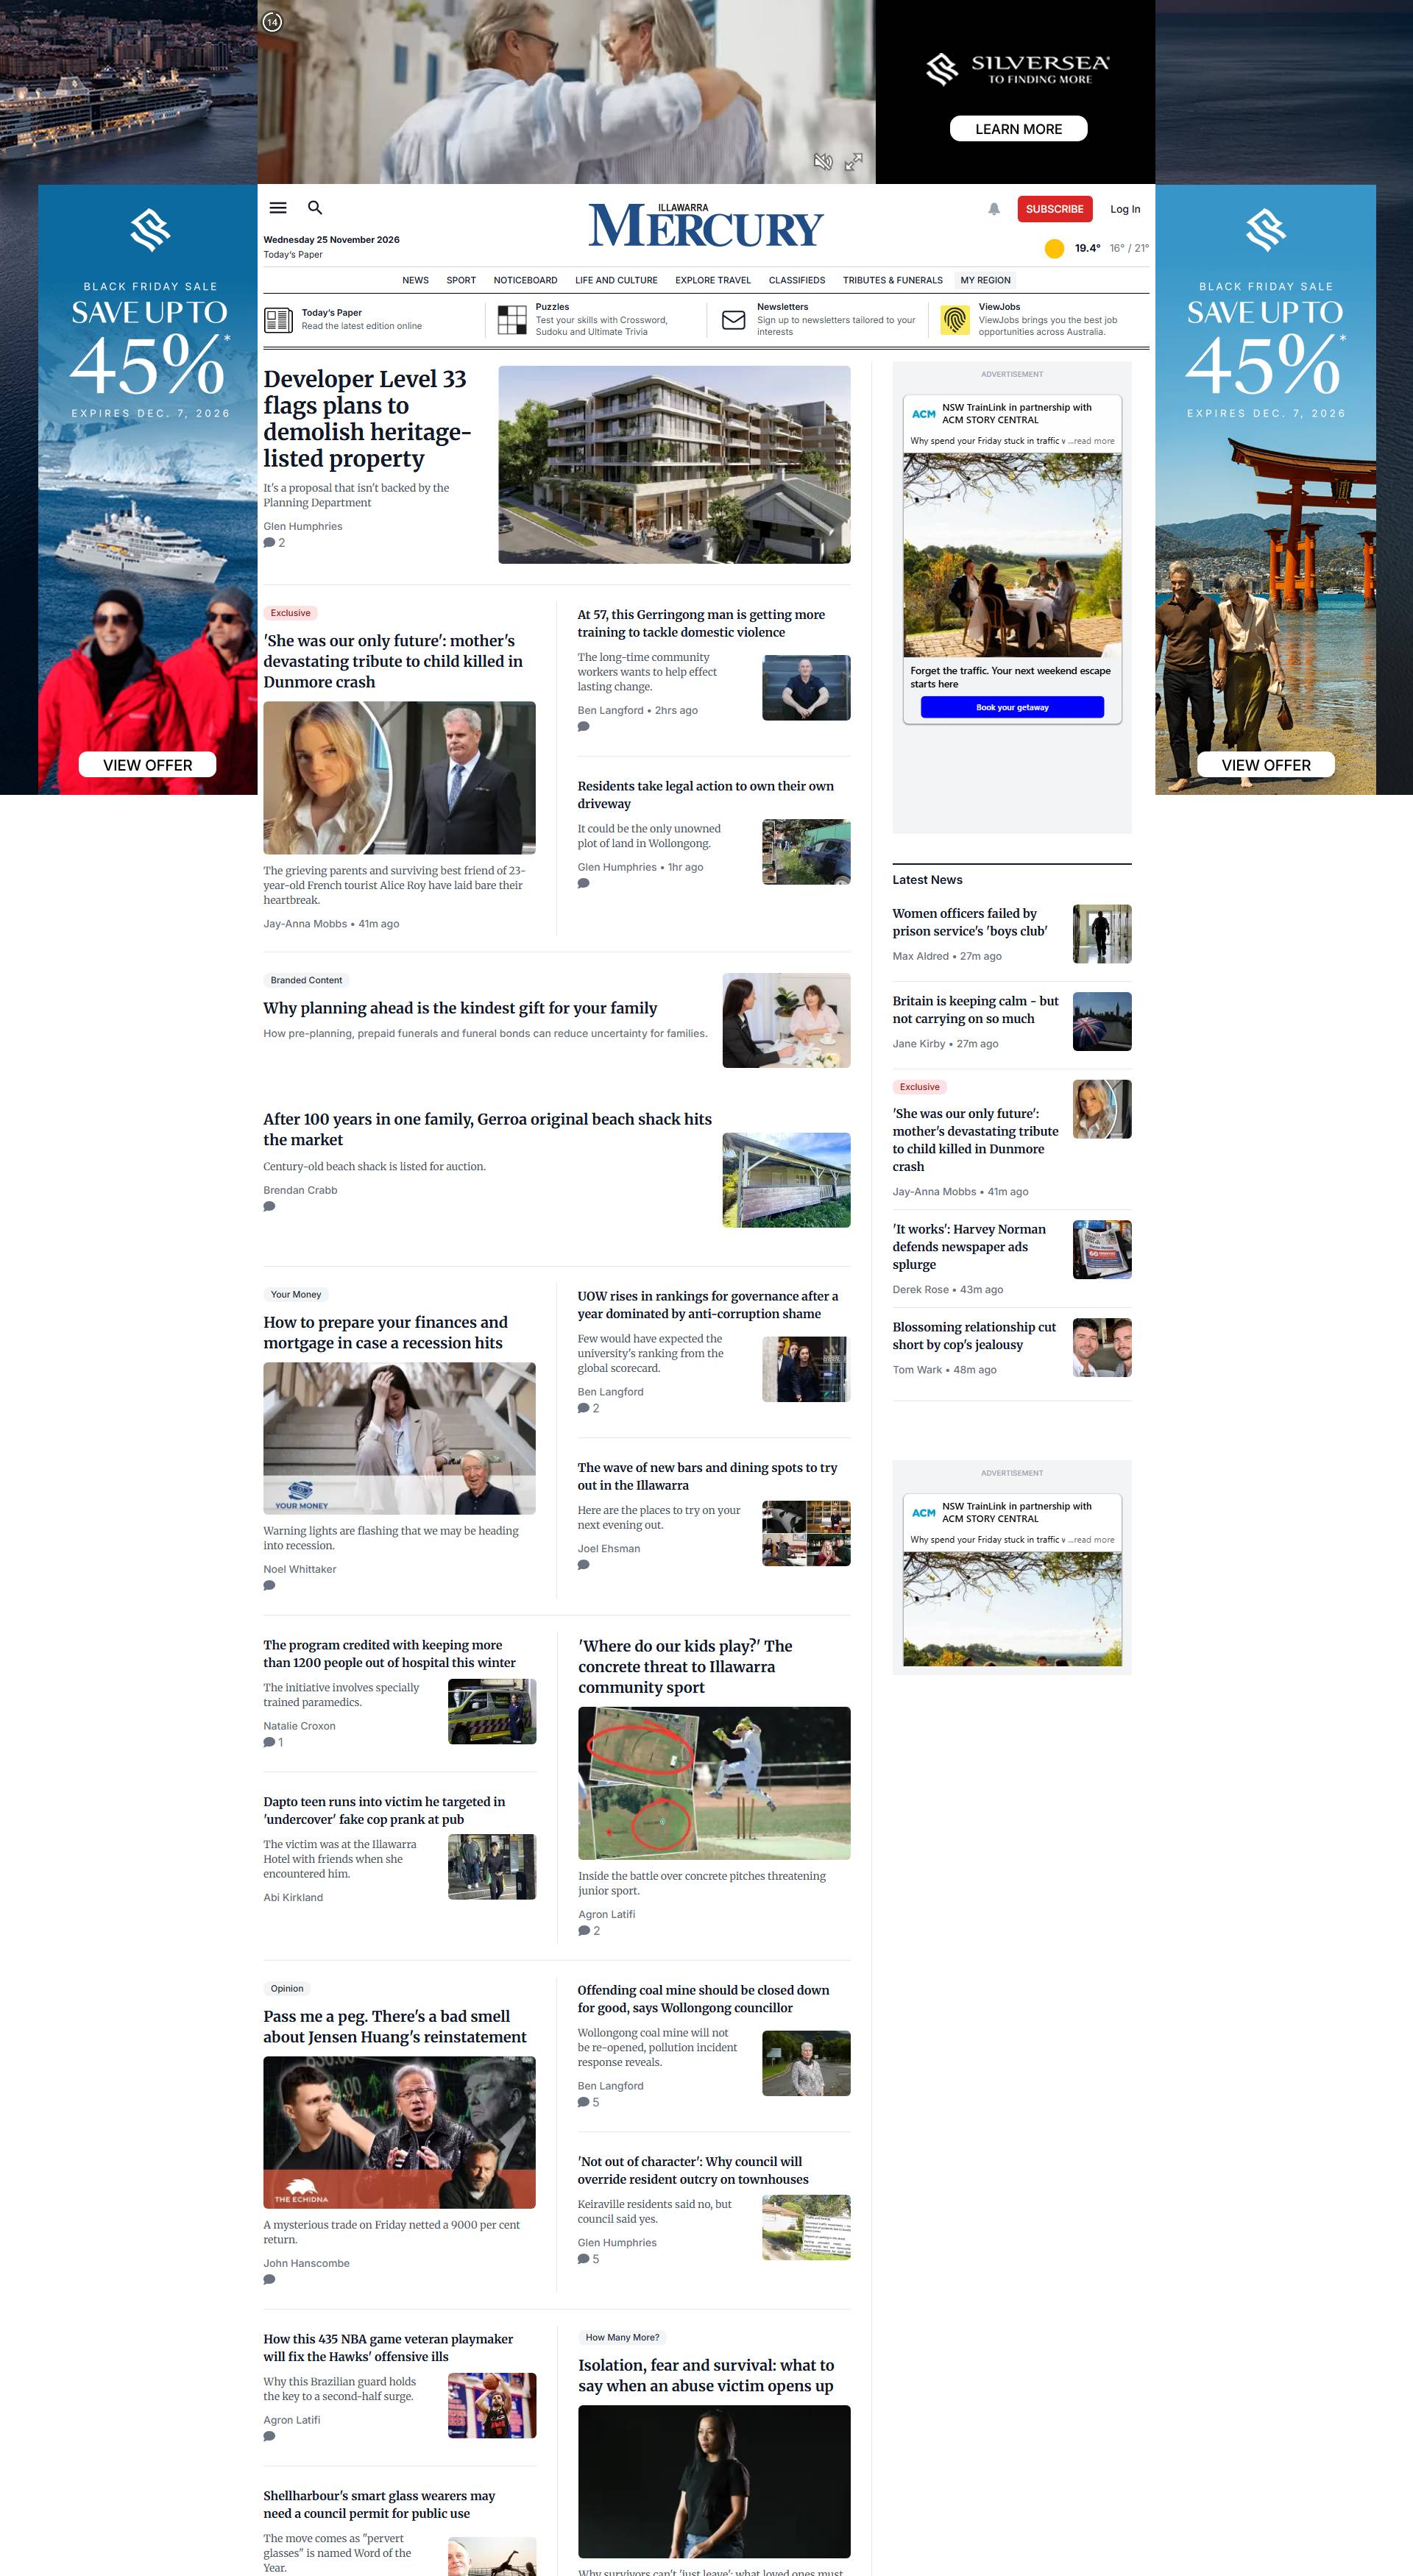 14
SILVERSEA
TO FINDING MORE
LEARN MORE
BLACK FRIDAY SALE
SAVE UP TO
45%*
EXPIRES DEC. 7, 2026
VIEW OFFER
BLACK FRIDAY SALE
SAVE UP TO
45%*
EXPIRES DEC. 7, 2026
VIEW OFFER
ILLAWARRA
MERCURY
SUBSCRIBE
Log In
Wednesday 25 November 2026
Today's Paper
19.4° 16° / 21°
NEWS SPORT NOTICEBOARD LIFE AND CULTURE EXPLORE TRAVEL CLASSIFIEDS TRIBUTES & FUNERALS MY REGION
Today's Paper
Read the latest edition online
Puzzles
Test your skills with Crossword,
Sudoku and Ultimate Trivia
Newsletters
Sign up to newsletters tailored to your
interests
ViewJobs
ViewJobs brings you the best job
opportunities across Australia.
Developer Level 33
flags plans to
demolish heritage-
listed property
It's a proposal that isn't backed by the
Planning Department
Glen Humphries
2
Exclusive
'She was our only future': mother's
devastating tribute to child killed in
Dunmore crash
The grieving parents and surviving best friend of 23-
year-old French tourist Alice Roy have laid bare their
heartbreak.
Jay-Anna Mobbs • 41m ago
At 57, this Gerringong man is getting more
training to tackle domestic violence
The long-time community
workers wants to help effect
lasting change.
Ben Langford • 2hrs ago
Residents take legal action to own their own
driveway
It could be the only unowned
plot of land in Wollongong.
Glen Humphries • 1hr ago
Branded Content
Why planning ahead is the kindest gift for your family
How pre-planning, prepaid funerals and funeral bonds can reduce uncertainty for families.
After 100 years in one family, Gerroa original beach shack hits
the market
Century-old beach shack is listed for auction.
Brendan Crabb
Your Money
How to prepare your finances and
mortgage in case a recession hits
YOUR MONEY
Warning lights are flashing that we may be heading
into recession.
Noel Whittaker
UOW rises in rankings for governance after a
year dominated by anti-corruption shame
Few would have expected the
university's ranking from the
global scorecard.
Ben Langford
2
The wave of new bars and dining spots to try
out in the Illawarra
Here are the places to try on your
next evening out.
Joel Ehsman
The program credited with keeping more
than 1200 people out of hospital this winter
The initiative involves specially
trained paramedics.
Natalie Croxon
1
Dapto teen runs into victim he targeted in
'undercover' fake cop prank at pub
The victim was at the Illawarra
Hotel with friends when she
encountered him.
Abi Kirkland
'Where do our kids play?' The
concrete threat to Illawarra
community sport
Inside the battle over concrete pitches threatening
junior sport.
Agron Latifi
2
Opinion
Pass me a peg. There's a bad smell
about Jensen Huang's reinstatement
THE ECHIDNA
A mysterious trade on Friday netted a 9000 per cent
return.
John Hanscombe
Offending coal mine should be closed down
for good, says Wollongong councillor
Wollongong coal mine will not
be re-opened, pollution incident
response reveals.
Ben Langford
5
'Not out of character': Why council will
override resident outcry on townhouses
Keiraville residents said no, but
council said yes.
Glen Humphries
5
How this 435 NBA game veteran playmaker
will fix the Hawks' offensive ills
Why this Brazilian guard holds
the key to a second-half surge.
Agron Latifi
Shellharbour's smart glass wearers may
need a council permit for public use
The move comes as "pervert
glasses" is named Word of the
Year.
How Many More?
Isolation, fear and survival: what to
say when an abuse victim opens up
Why survivors can't 'just leave': what loved ones must
ADVERTISEMENT
ACM
NSW TrainLink in partnership with
ACM STORY CENTRAL
Why spend your Friday stuck in traffic v ...read more
Forget the traffic. Your next weekend escape
starts here
Book your getaway
Latest News
Women officers failed by
prison service's 'boys club'
Max Aldred • 27m ago
Britain is keeping calm - but
not carrying on so much
Jane Kirby • 27m ago
Exclusive
'She was our only future':
mother's devastating tribute
to child killed in Dunmore
crash
Jay-Anna Mobbs • 41m ago
'It works': Harvey Norman
defends newspaper ads
splurge
Derek Rose • 43m ago
Blossoming relationship cut
short by cop's jealousy
Tom Wark • 48m ago
ADVERTISEMENT
ACM
NSW TrainLink in partnership with
ACM STORY CENTRAL
Why spend your Friday stuck in traffic v ...read more